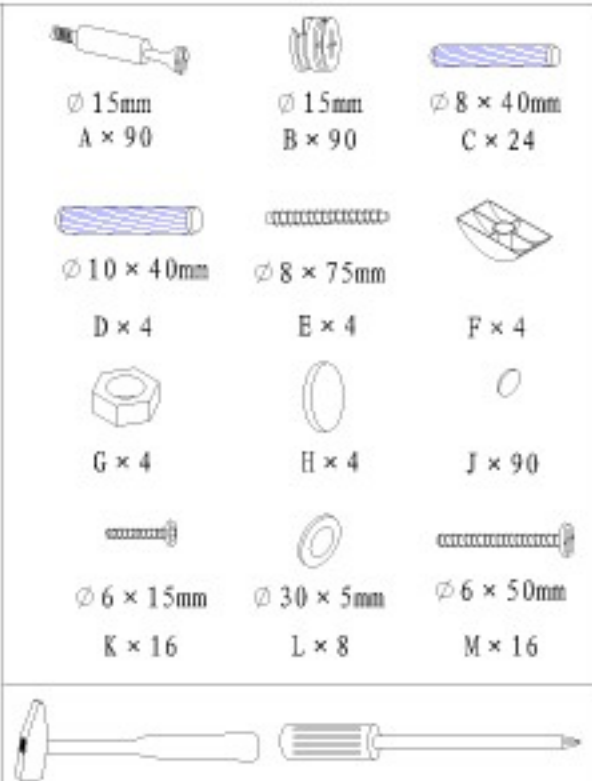 ∅ 15mm ∅ 15mm ∅ 8 × 40mm
A × 90 B × 90 C × 24
∅ 10 × 40mm ∅ 8 × 75mm
D × 4 E × 4 F × 4
G × 4 H × 4 J × 90
∅ 6 × 15mm ∅ 30 × 5mm ∅ 6 × 50mm
K × 16 L × 8 M × 16